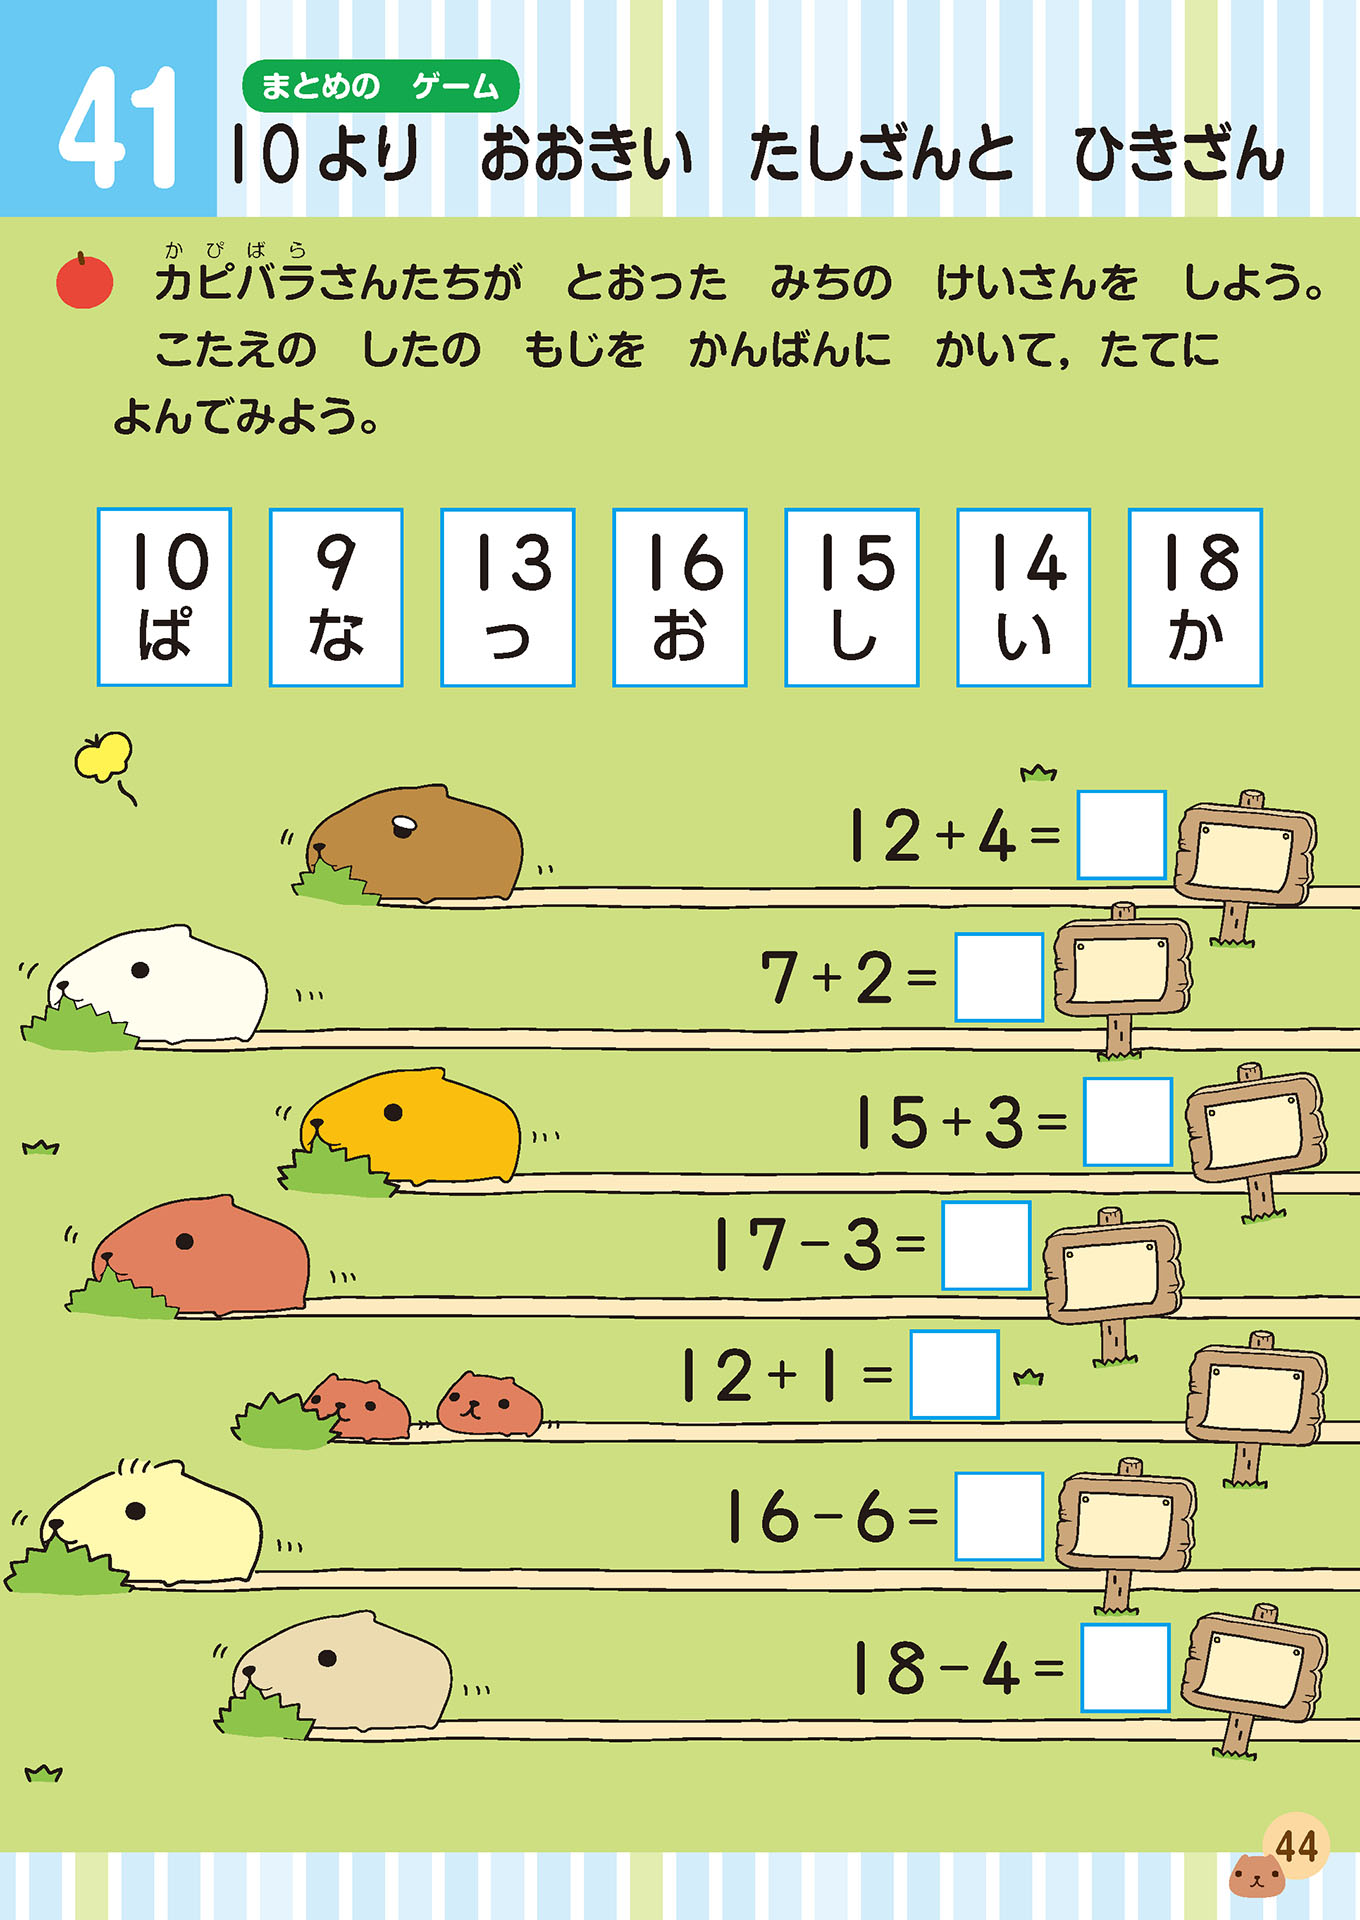 41
まとめの ゲーム
10より おおきい たしざんと ひきざん
かぴばら
カピバラさんたちが とおった みちの けいさんを しよう。
こたえの したの もじを かんばんに かいて,たてに
よんでみよう。
10 9 13 16 15 14 18
ぱ な っ お し い か
12+4=
7+2=
15+3=
17-3=
12+1=
16-6=
18-4=
44